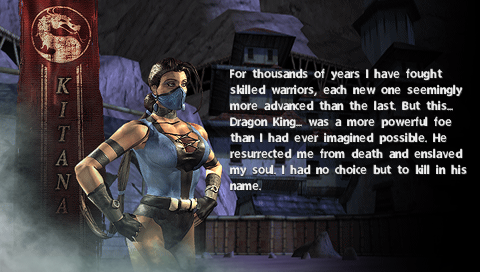 KITANA
For thousands of years I have fought
skilled warriors, each new one seemingly
more advanced than the last. But this...
Dragon King... was a more powerful foe
than I had ever imagined possible. He
resurrected me from death and enslaved
my soul. I had no choice but to kill in his
name.